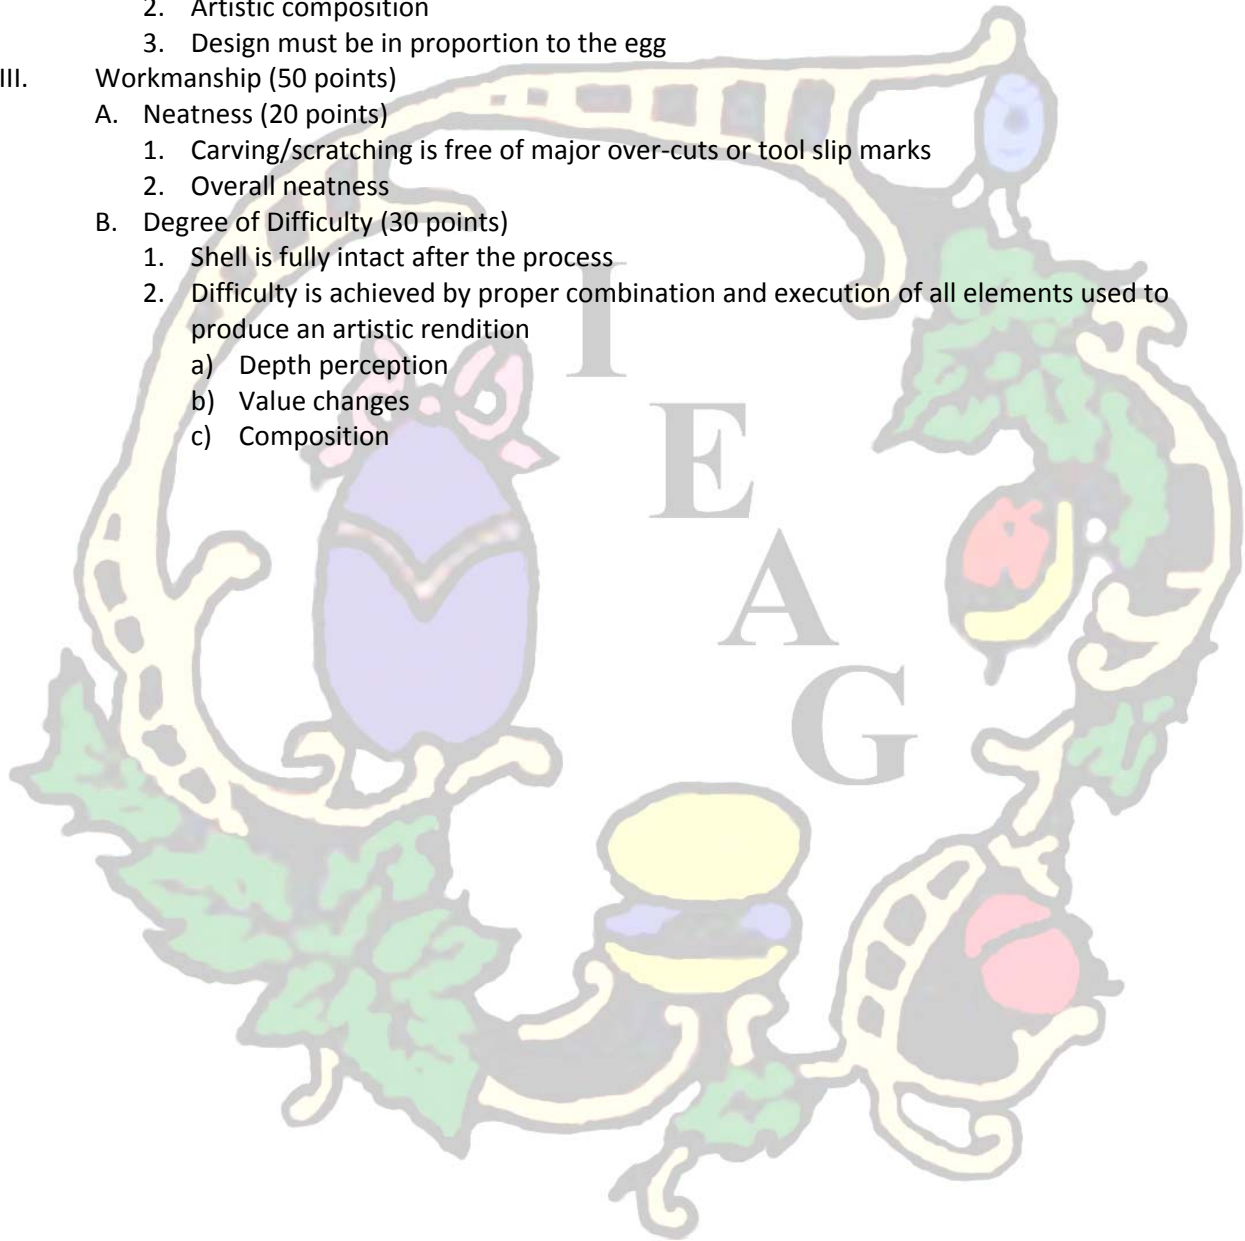 2. Artistic composition
3. Design must be in proportion to the egg
III. Workmanship (50 points)
A. Neatness (20 points)
1. Carving/scratching is free of major over-cuts or tool slip marks
2. Overall neatness
B. Degree of Difficulty (30 points)
1. Shell is fully intact after the process
2. Difficulty is achieved by proper combination and execution of all elements used to
produce an artistic rendition
a) Depth perception
b) Value changes
c) Composition
I
E
A
G